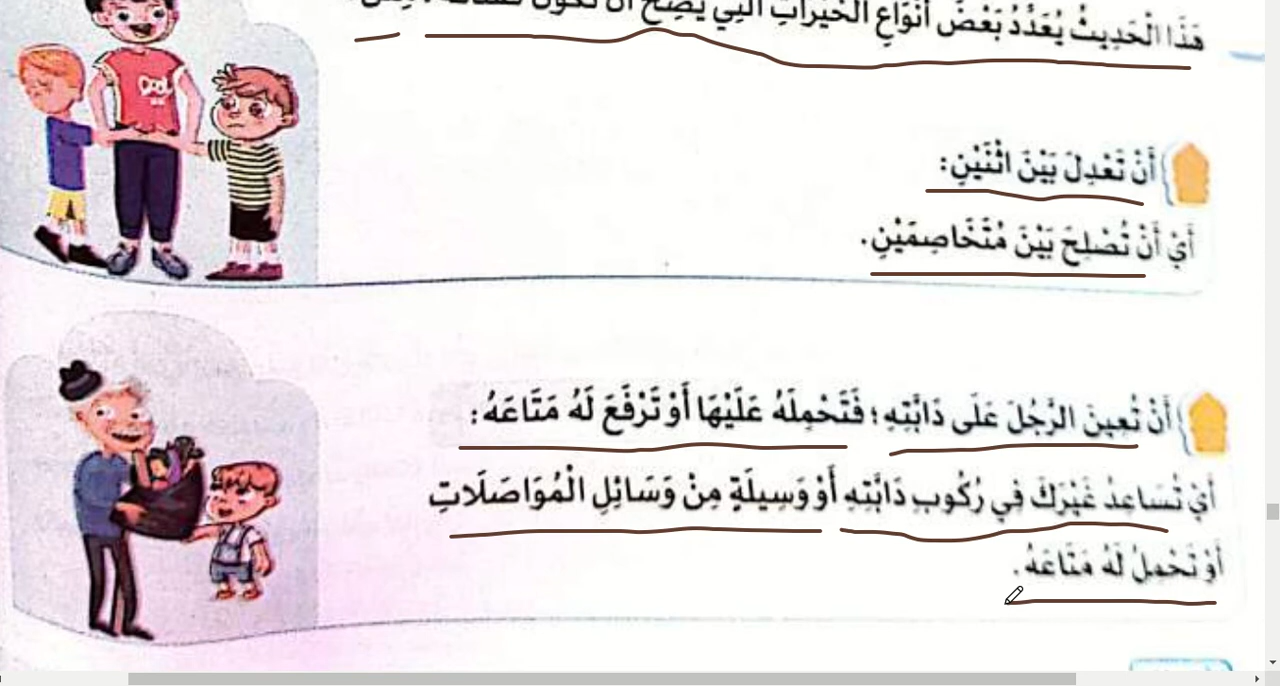 هَذَا الْحَدِيثُ يُعَدِّدُ بَعْضَ أَنْوَاعِ الْخَيْرَاتِ الَّتِي يَصِحُّ أَنْ تَكُونَ
أَنْ تَعْدِلَ بَيْنَ اثْنَيْنِ:
أَيْ أَنْ تُصْلِحَ بَيْنَ مُتَخَاصِمَيْنِ.
أَنْ تُعِينَ الرَّجُلَ عَلَى دَابَّتِهِ؛ فَتَحْمِلَهُ عَلَيْهَا أَوْ تَرْفَعَ لَهُ مَتَاعَهُ:
أَيْ تُسَاعِدُ غَيْرَكَ فِي رُكُوبِ دَابَّتِهِ أَوْ وَسِيلَةٍ مِنْ وَسَائِلِ الْمُوَاصَلَاتِ
أَوْ تَحْمِلُ لَهُ مَتَاعَهُ.